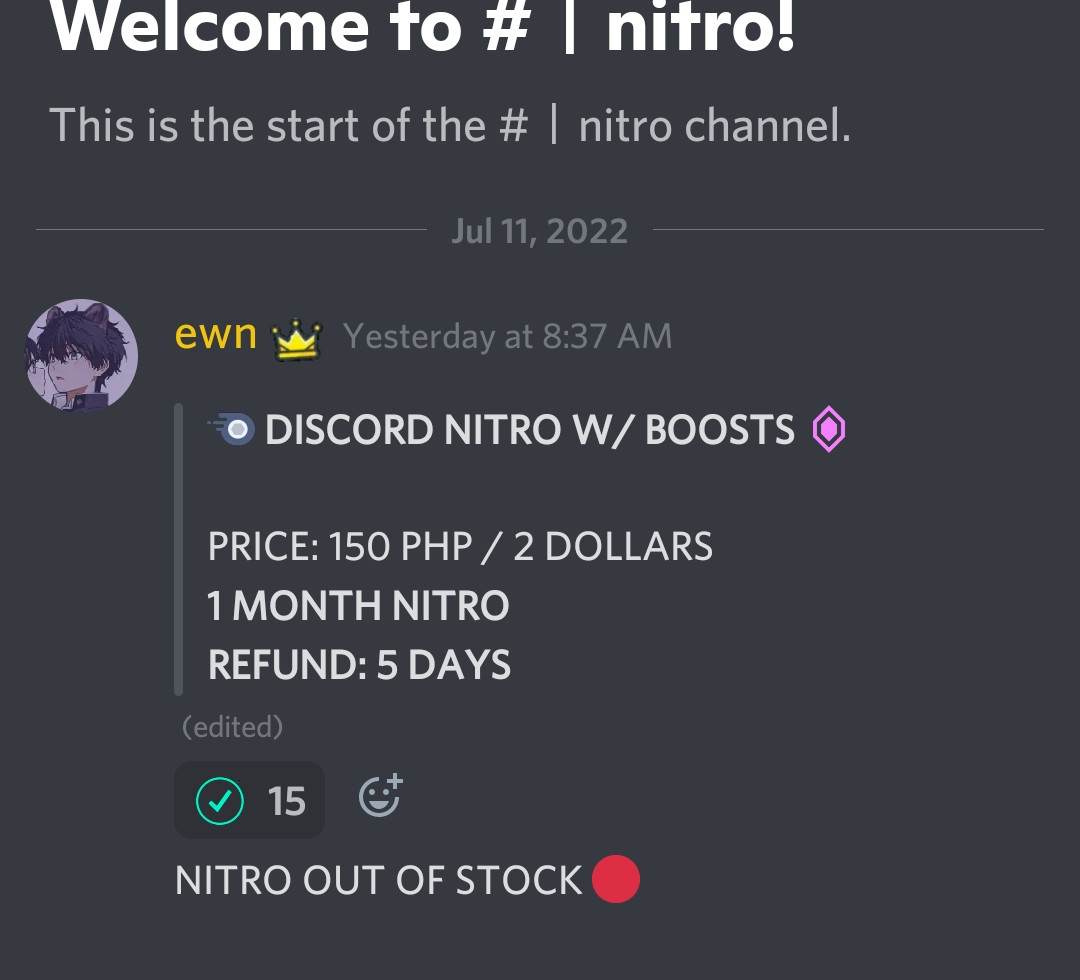 Welcome to # | nitro!
This is the start of the # | nitro channel.
Jul 11, 2022
ewn Yesterday at 8:37 AM
DISCORD NITRO W/ BOOSTS
PRICE: 150 PHP / 2 DOLLARS
1 MONTH NITRO
REFUND: 5 DAYS
(edited)
15
NITRO OUT OF STOCK